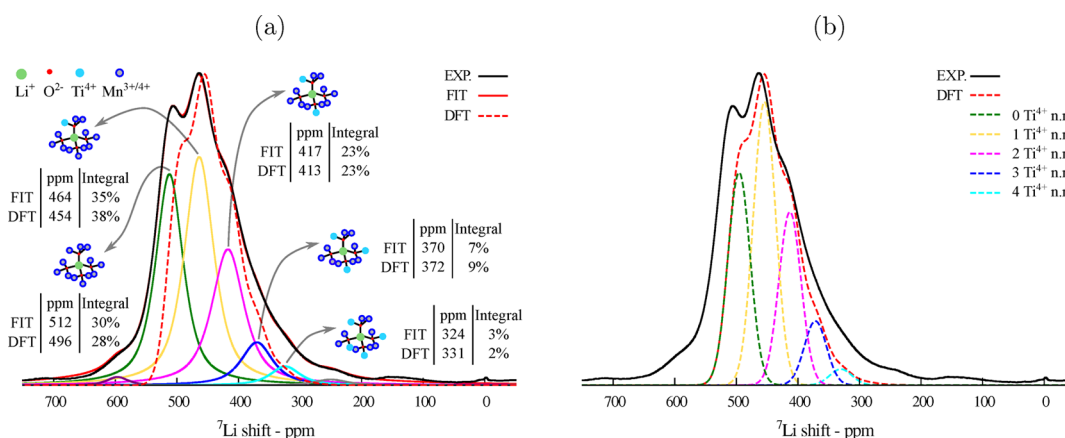 (a)
(b)
Li⁺ O²⁻ Ti⁴⁺ Mn³⁺/⁴⁺
EXP.
FIT
DFT
ppm Integral
FIT 417 23%
DFT 413 23%
ppm Integral
FIT 464 35%
DFT 454 38%
ppm Integral
FIT 370 7%
DFT 372 9%
ppm Integral
FIT 512 30%
DFT 496 28%
ppm Integral
FIT 324 3%
DFT 331 2%
700 600 500 400 300 200 100 0
⁷Li shift - ppm
EXP.
DFT
0 Ti⁴⁺ n.n
1 Ti⁴⁺ n.n
2 Ti⁴⁺ n.n
3 Ti⁴⁺ n.n
4 Ti⁴⁺ n.n
700 600 500 400 300 200 100 0
⁷Li shift - ppm